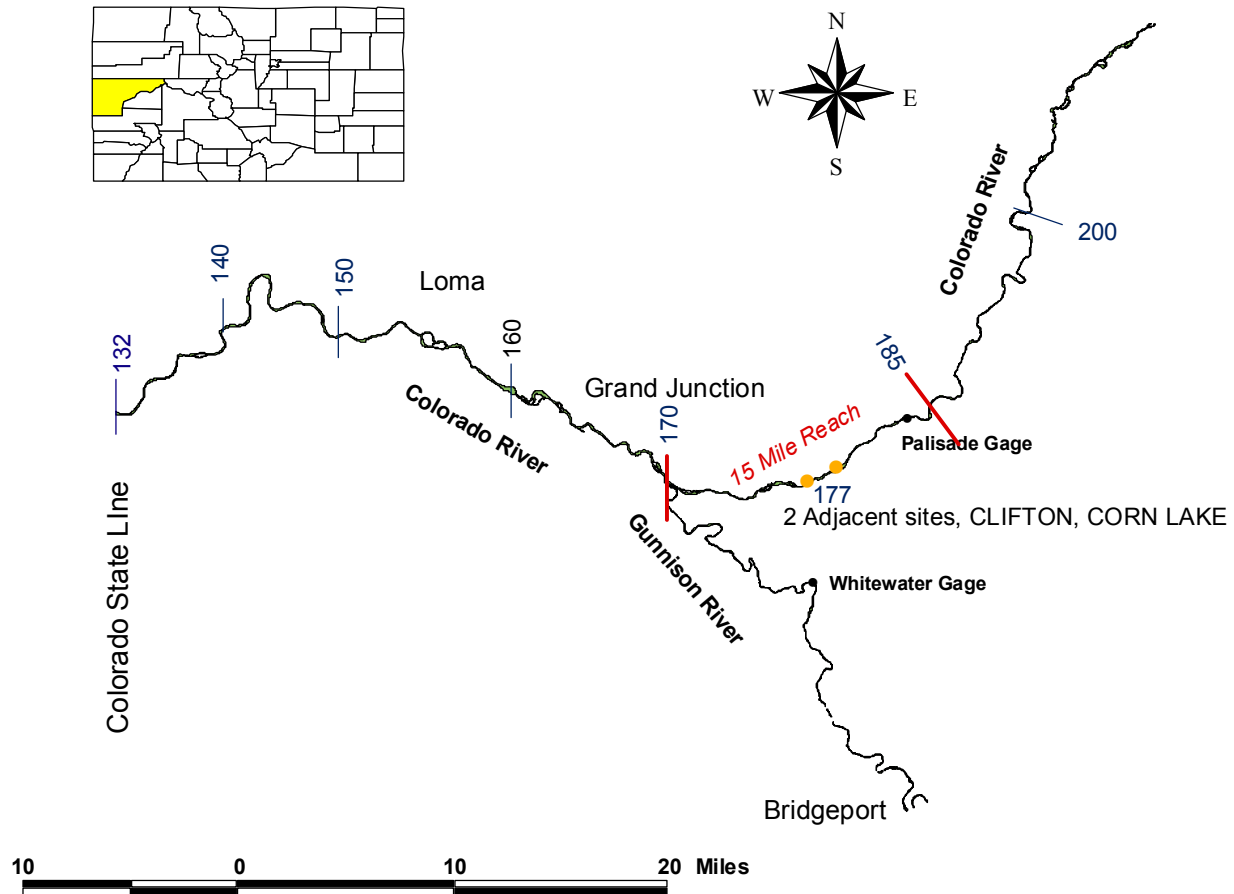 N
W
E
S
Colorado River
200
140
150
Loma
132
160
185
Grand Junction
Colorado River
170
15 Mile Reach
Palisade Gage
177
2 Adjacent sites, CLIFTON, CORN LAKE
Gunnison River
Whitewater Gage
Colorado State LIne
Bridgeport
10 0 10 20 Miles